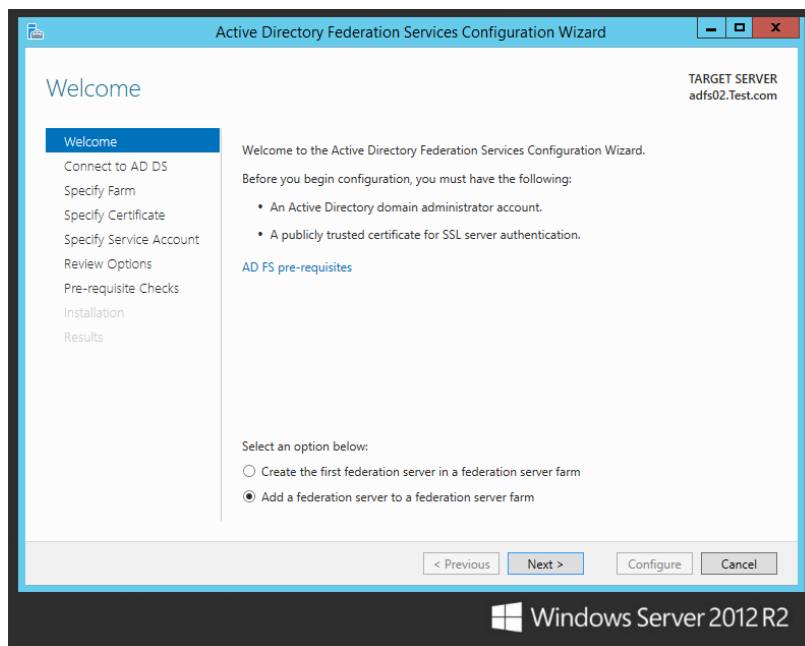 Active Directory Federation Services Configuration Wizard
Welcome
TARGET SERVER
adfs02.Test.com
Welcome
Connect to AD DS
Specify Farm
Specify Certificate
Specify Service Account
Review Options
Pre-requisite Checks
Installation
Results
Welcome to the Active Directory Federation Services Configuration Wizard.
Before you begin configuration, you must have the following:
• An Active Directory domain administrator account.
• A publicly trusted certificate for SSL server authentication.
AD FS pre-requisites
Select an option below:
Create the first federation server in a federation server farm
Add a federation server to a federation server farm
< Previous
Next >
Configure
Cancel
Windows Server 2012 R2